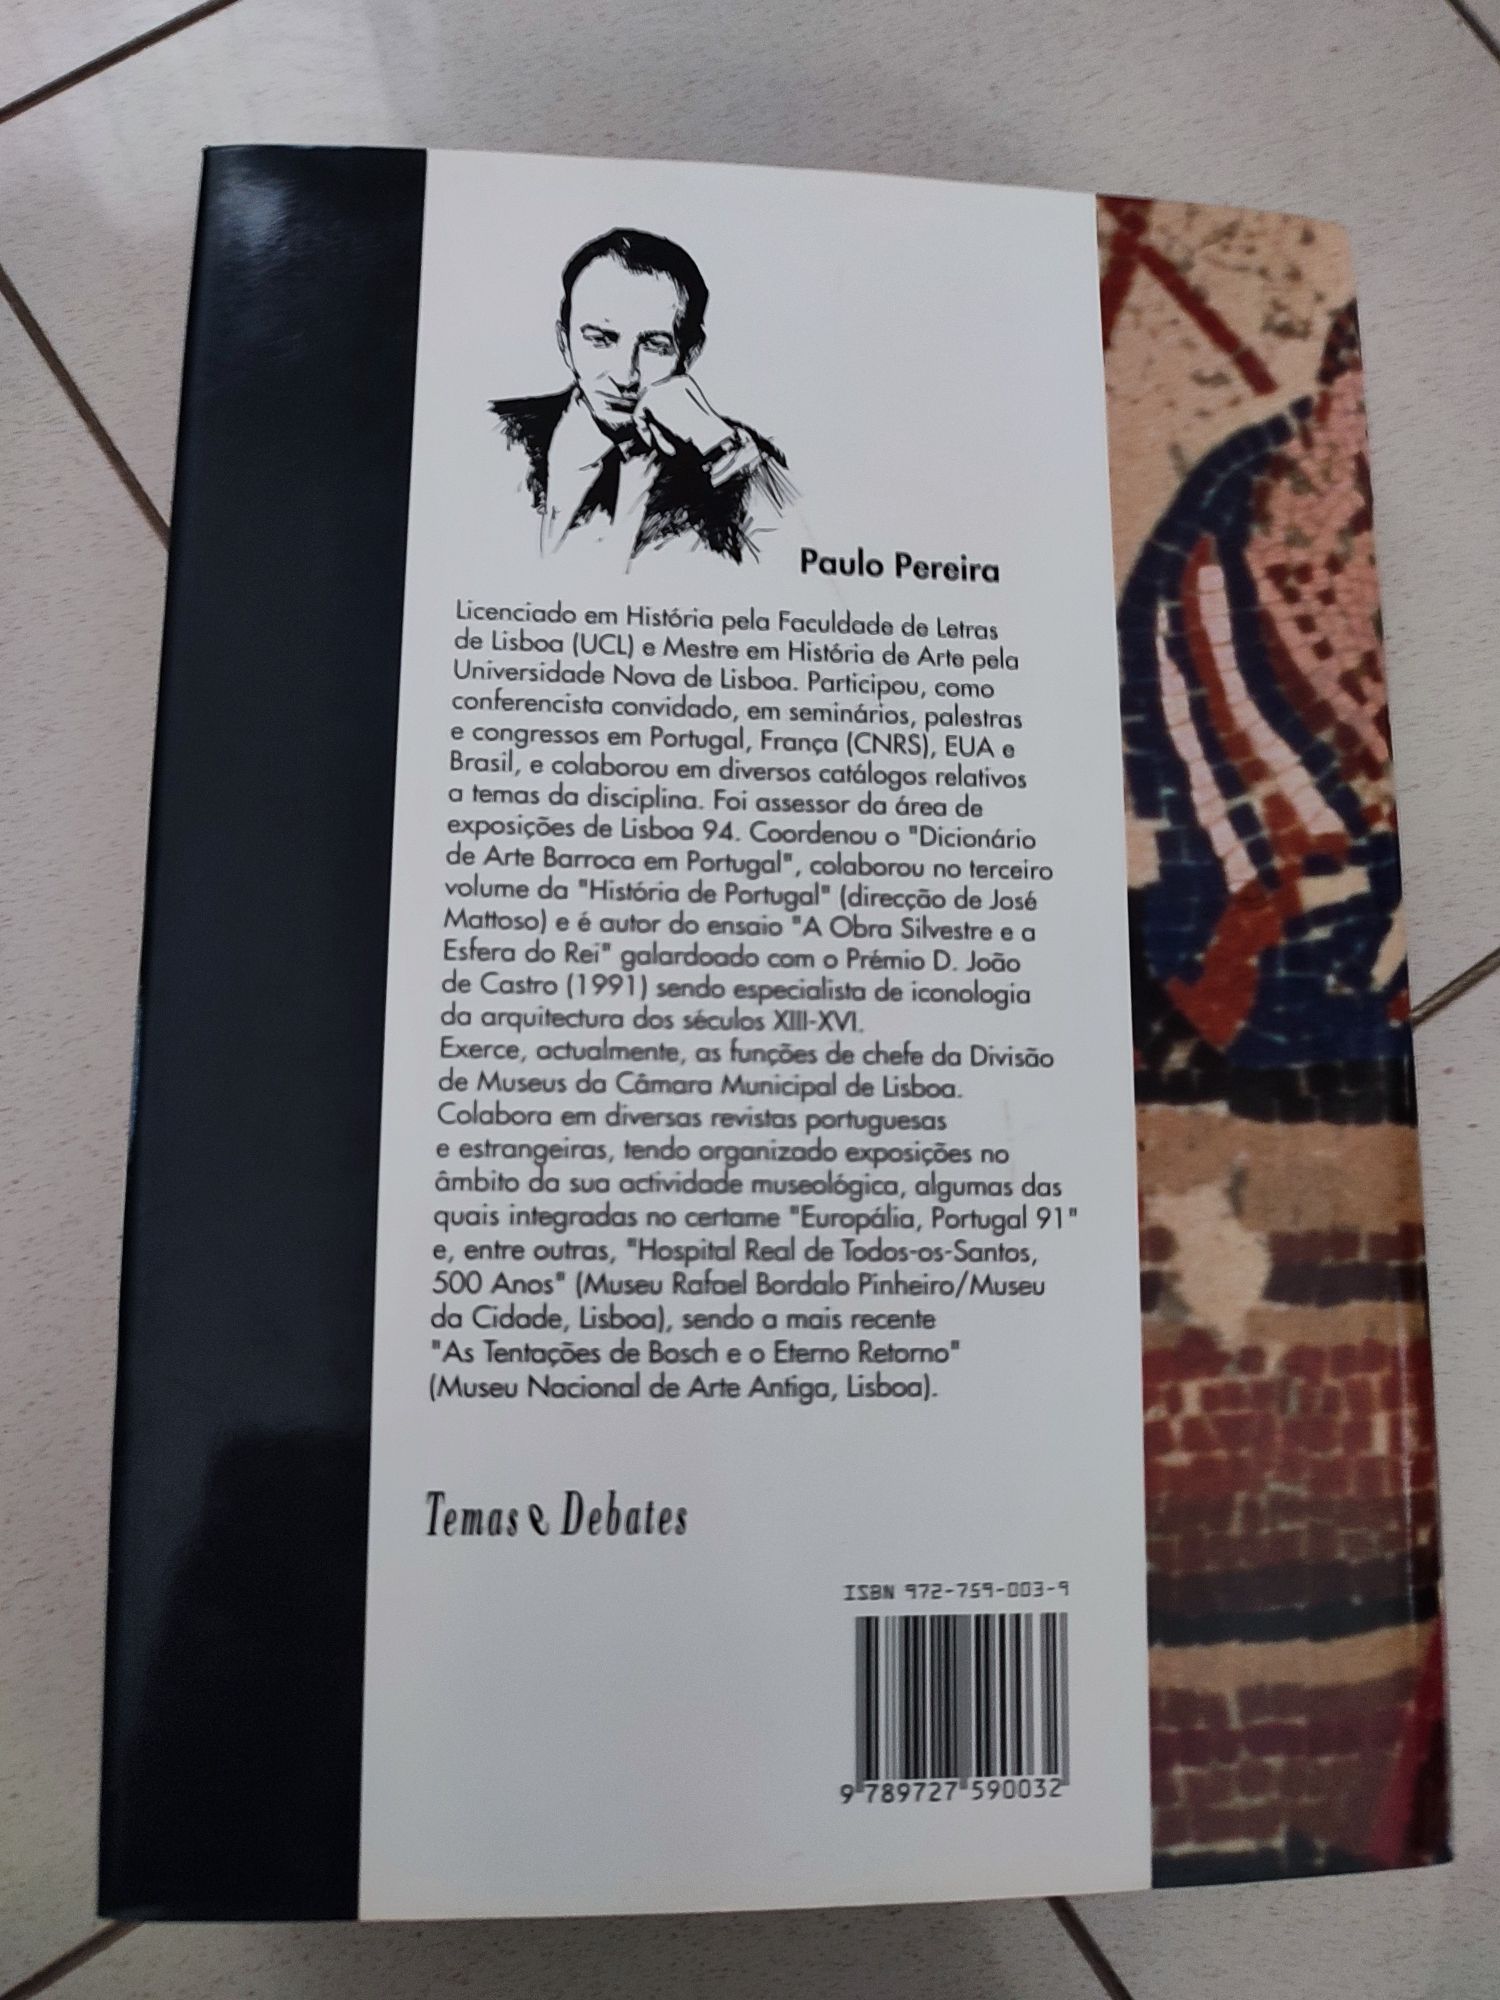 Paulo Pereira
Licenciado em História pela Faculdade de Letras
de Lisboa (UCL) e Mestre em História de Arte pela
Universidade Nova de Lisboa. Participou, como
conferencista convidado, em seminários, palestras
e congressos em Portugal, França (CNRS), EUA e
Brasil, e colaborou em diversos catálogos relativos
a temas da disciplina. Foi assessor da área de
exposições de Lisboa 94. Coordenou o "Dicionário
de Arte Barroca em Portugal", colaborou no terceiro
volume da "História de Portugal" (direcção de José
Mattoso) e é autor do ensaio "A Obra Silvestre e a
Esfera do Rei" galardoado com o Prémio D. João
de Castro (1991) sendo especialista de iconologia
da arquitectura dos séculos XIII-XVI.
Exerce, actualmente, as funções de chefe da Divisão
de Museus da Câmara Municipal de Lisboa.
Colabora em diversas revistas portuguesas
e estrangeiras, tendo organizado exposições no
âmbito da sua actividade museológica, algumas das
quais integradas no certame "Europália, Portugal 91"
e, entre outras, "Hospital Real de Todos-os-Santos,
500 Anos" (Museu Rafael Bordalo Pinheiro/Museu
da Cidade, Lisboa), sendo a mais recente
"As Tentações de Bosch e o Eterno Retorno"
(Museu Nacional de Arte Antiga, Lisboa).
Temas e Debates
ISBN 972-759-003-9
9 789727 590032